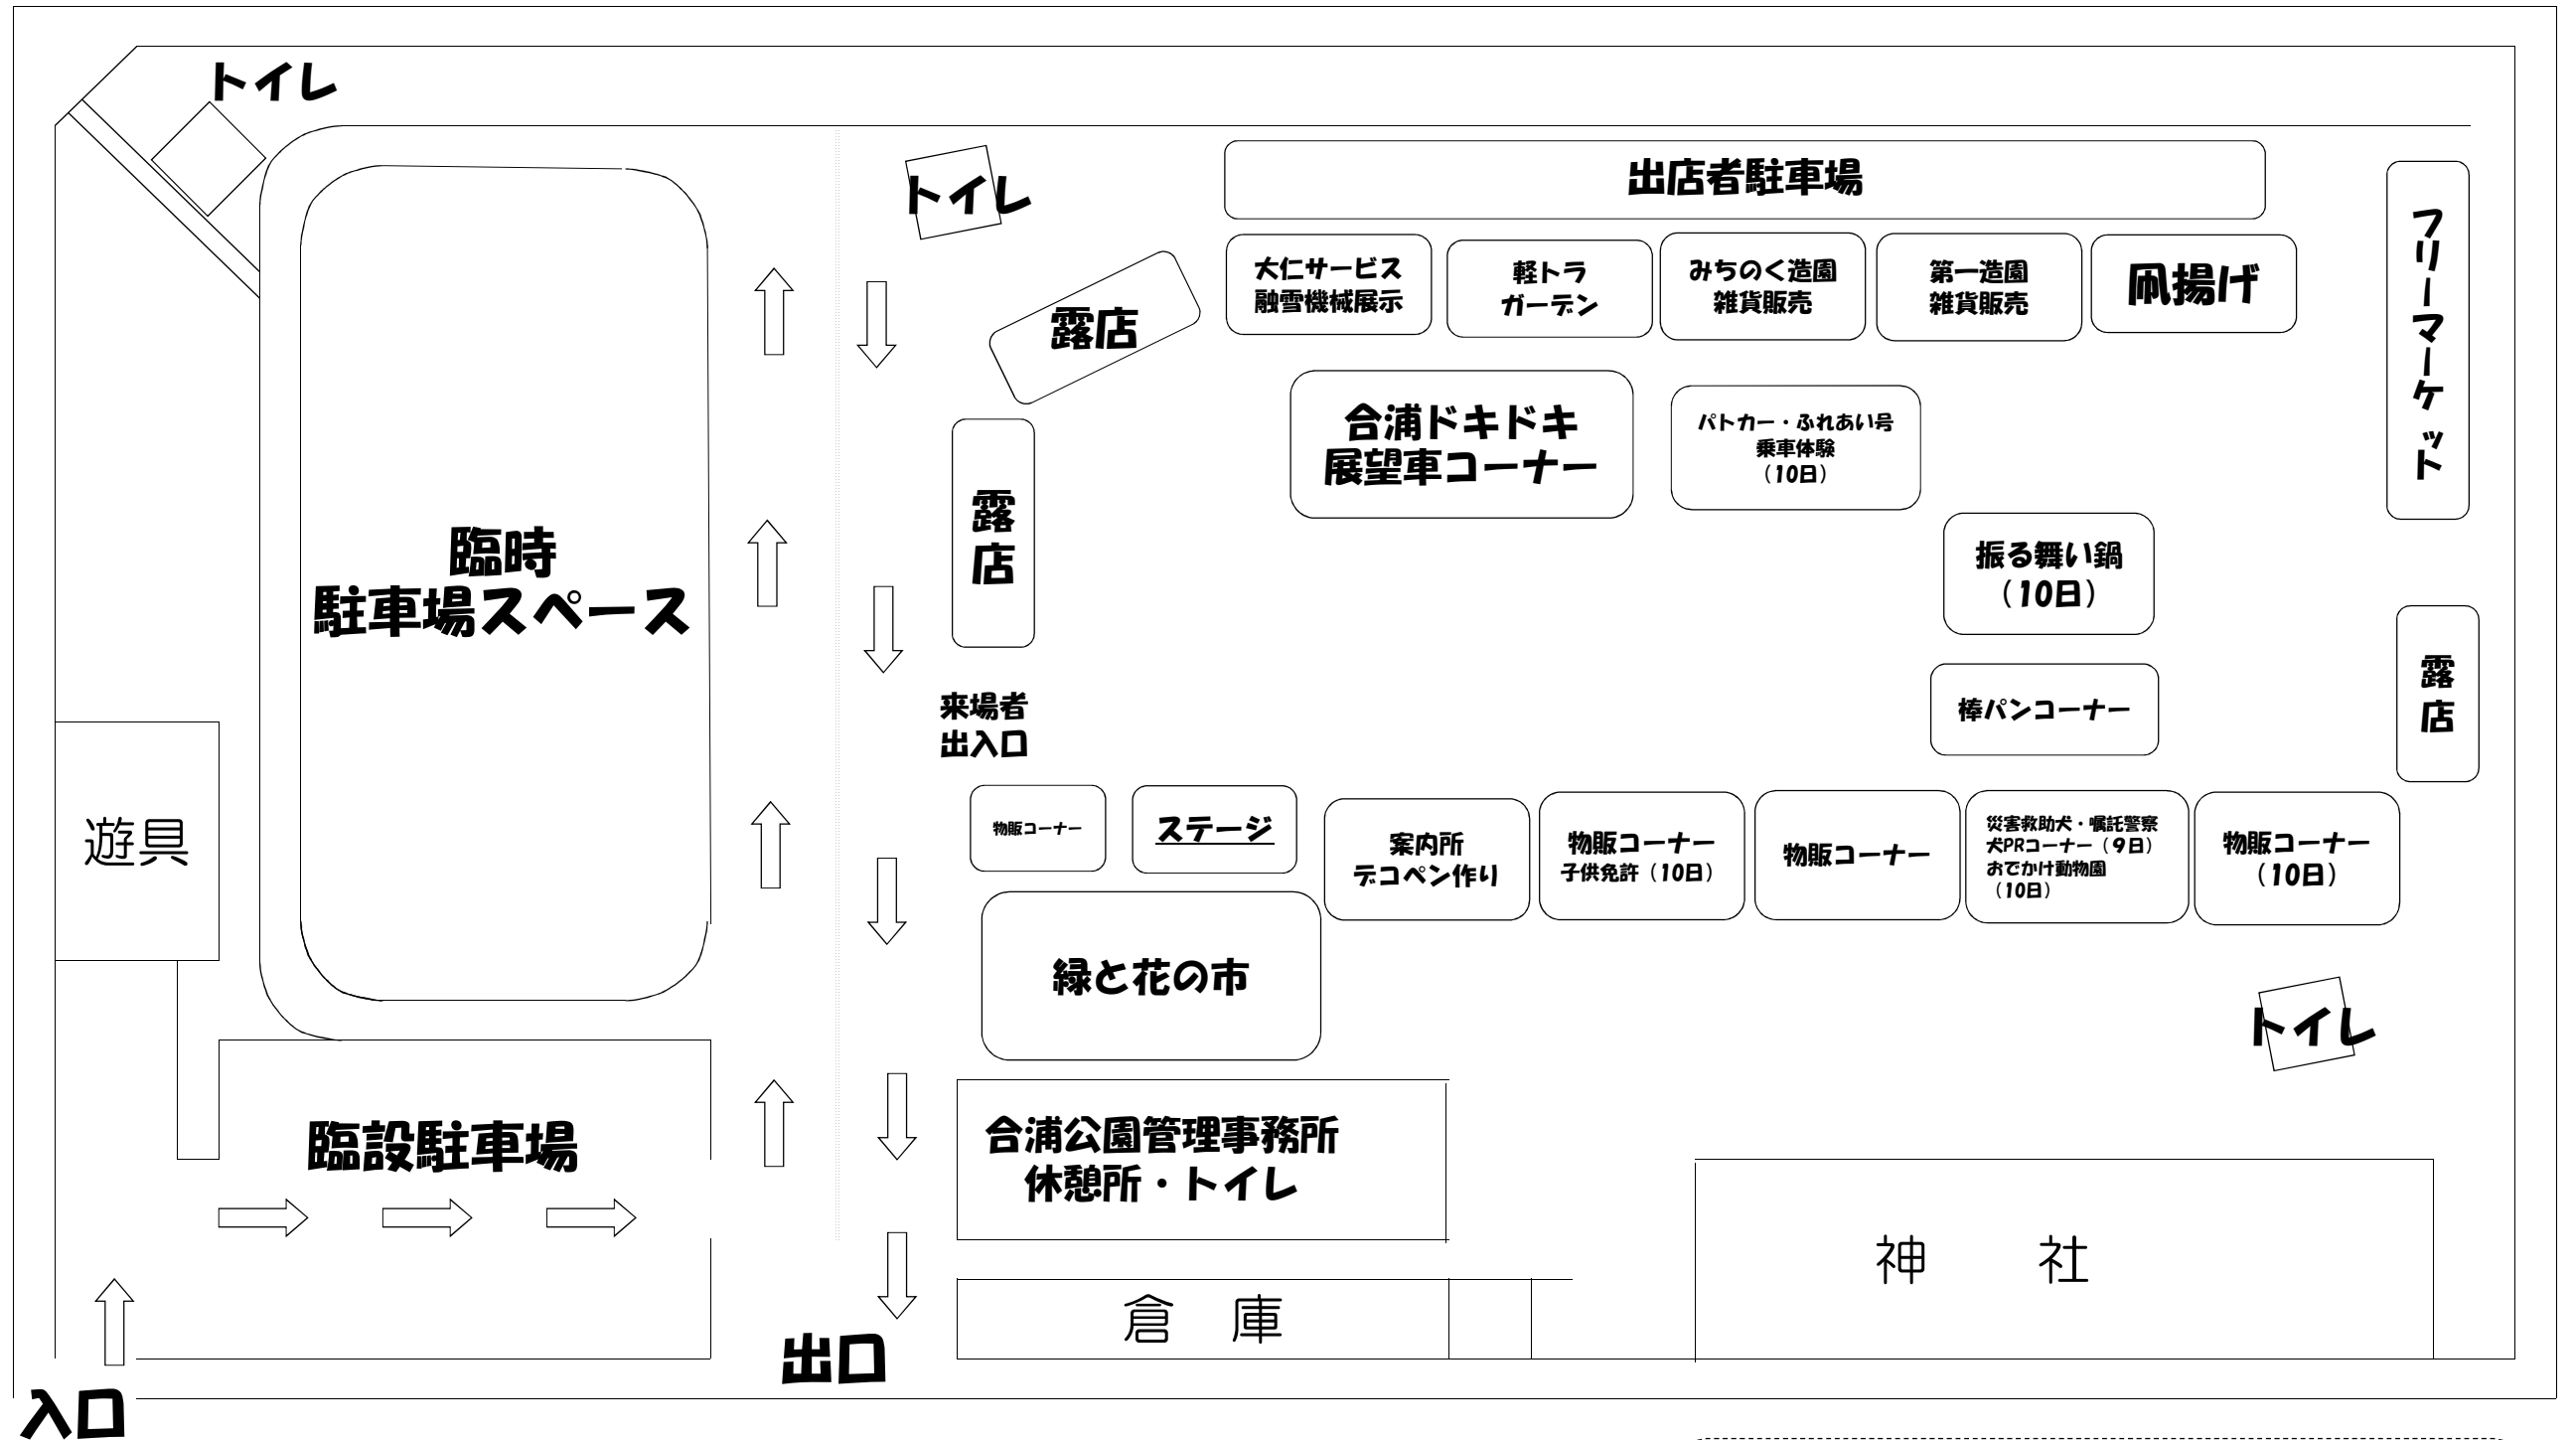 トイレ
トイレ
出店者駐車場
フリーマーケット
大仁サービス
融雪機械展示
軽トラ
ガーデン
みちのく造園
雑貨販売
第一造園
雑貨販売
凧揚げ
露店
露店
合浦ドキドキ
展望車コーナー
パトカー・ふれあい号
乗車体験
（10日）
臨時
駐車場スペース
振る舞い鍋
（10日）
露店
棒パンコーナー
来場者
出入口
遊具
物販コーナー
ステージ
案内所
デコペン作り
物販コーナー
子供免許（10日）
物販コーナー
災害救助犬・嘱託警察
犬PRコーナー（９日）
おでかけ動物園
（10日）
物販コーナー
（10日）
緑と花の市
トイレ
臨設駐車場
合浦公園管理事務所
休憩所・トイレ
神　社
倉　庫
出口
入口